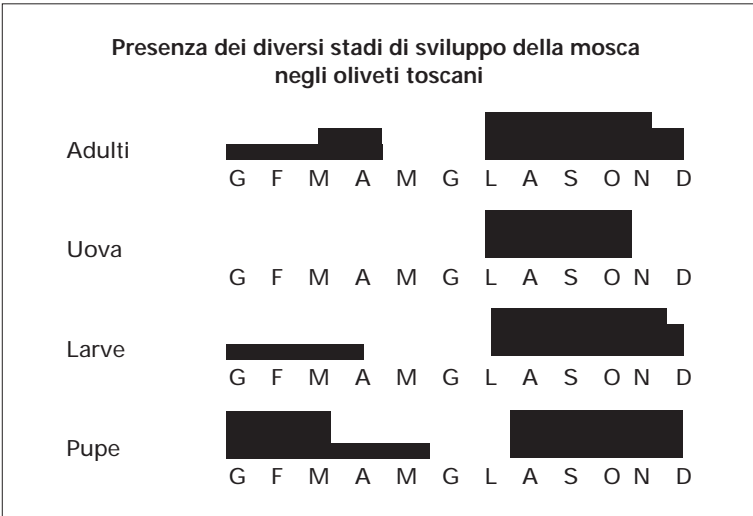 Presenza dei diversi stadi di sviluppo della mosca
negli oliveti toscani
Adulti
G F M A M G L A S O N D
Uova
G F M A M G L A S O N D
Larve
G F M A M G L A S O N D
Pupe
G F M A M G L A S O N D